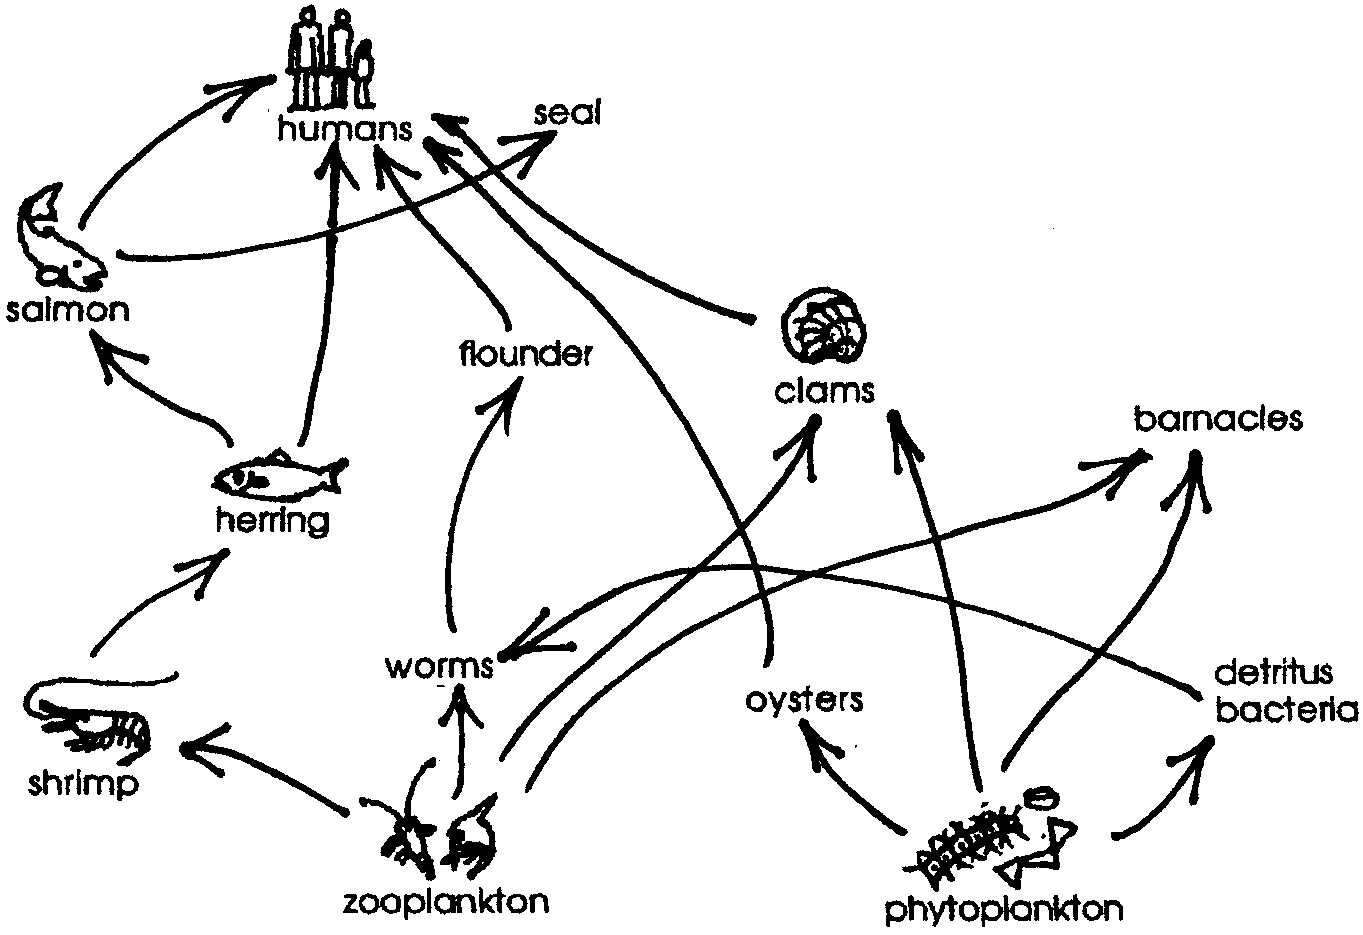 humans
seal
salmon
flounder
clams
barnacles
herring
worms
oysters
detritus
bacteria
shrimp
zooplankton
phytoplankton